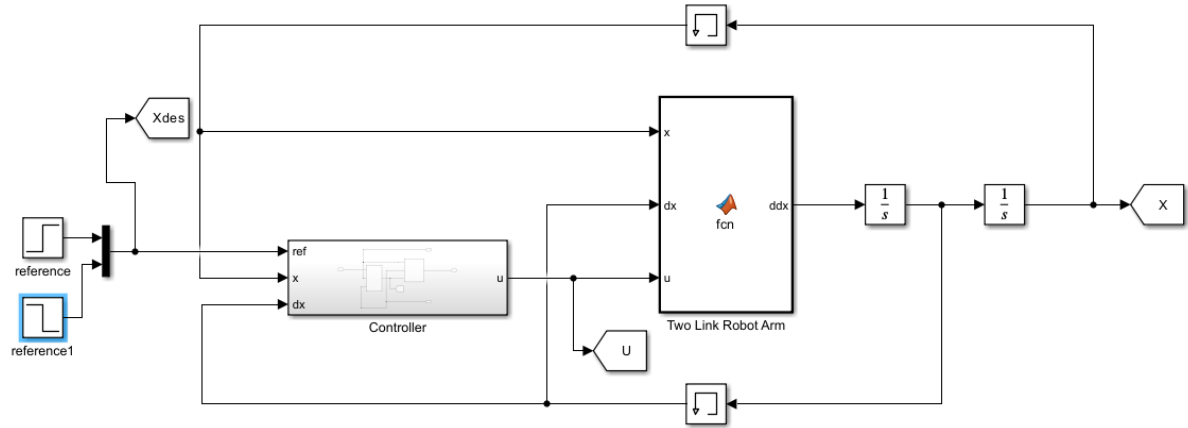 Xdes
x
dx
fcn
ddx
1
s
1
s
X
reference
ref
x
dx
u
u
Controller
Two Link Robot Arm
reference1
U